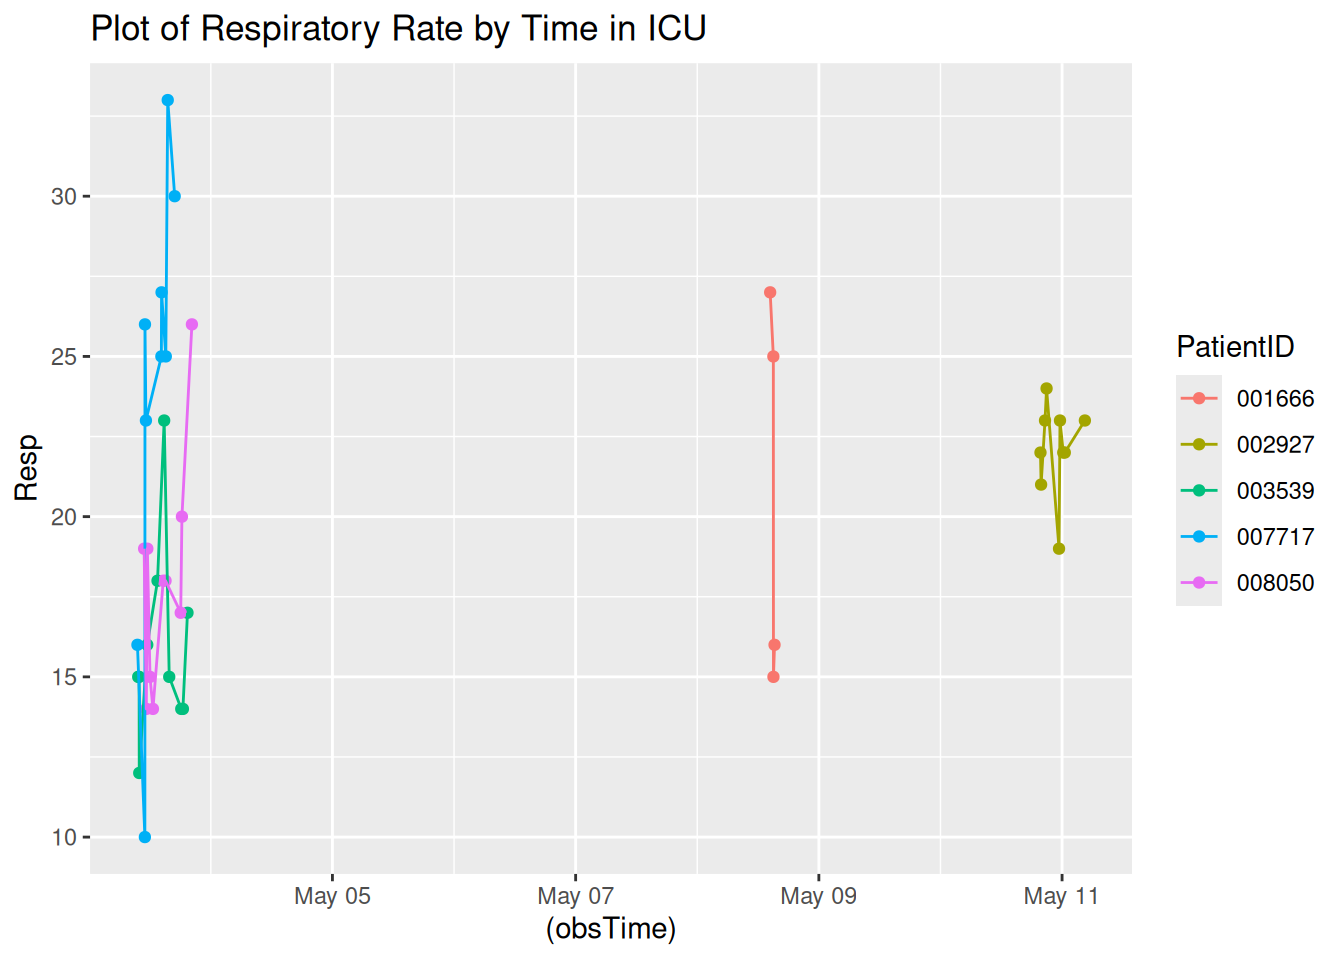 Plot of Respiratory Rate by Time in ICU
30
25
20
15
10
Resp
May 05
May 07
May 09
May 11
(obsTime)
PatientID
001666
002927
003539
007717
008050